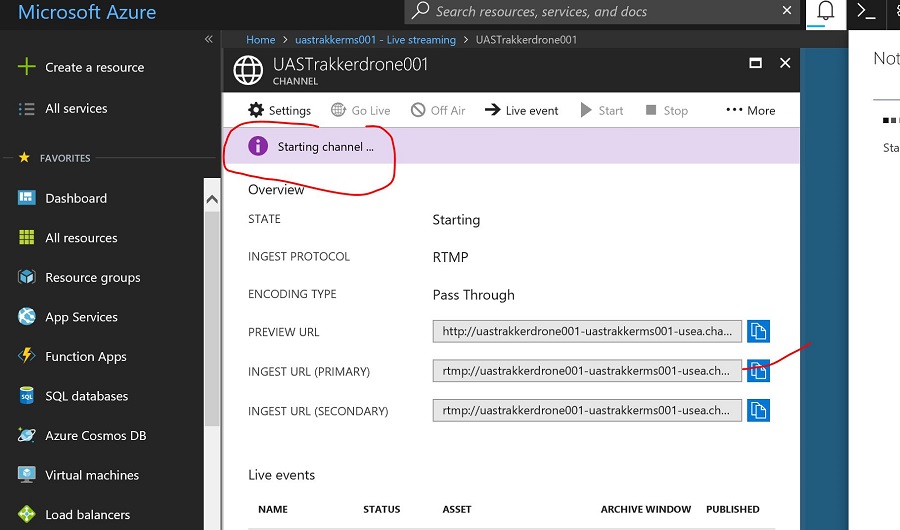 Microsoft Azure
Search resources, services, and docs
Home > uastrakkerms001 - Live streaming > UASTrakkerdrone001
Create a resource
All services
FAVORITES
Dashboard
All resources
Resource groups
App Services
Function Apps
SQL databases
Azure Cosmos DB
Virtual machines
Load balancers
UASTrakkerdrone001
CHANNEL
Settings Go Live Off Air Live event Start Stop ••• More
Starting channel ...
Overview
STATE Starting
INGEST PROTOCOL RTMP
ENCODING TYPE Pass Through
PREVIEW URL http://uastrakkerdrone001-uastrakkerms001-usea.cha...
INGEST URL (PRIMARY) rtmp://uastrakkerdrone001-uastrakkerms001-usea.ch...
INGEST URL (SECONDARY) rtmp://uastrakkerdrone001-uastrakkerms001-usea.ch...
Live events
NAME STATUS ASSET ARCHIVE WINDOW PUBLISHED
Not
Sta